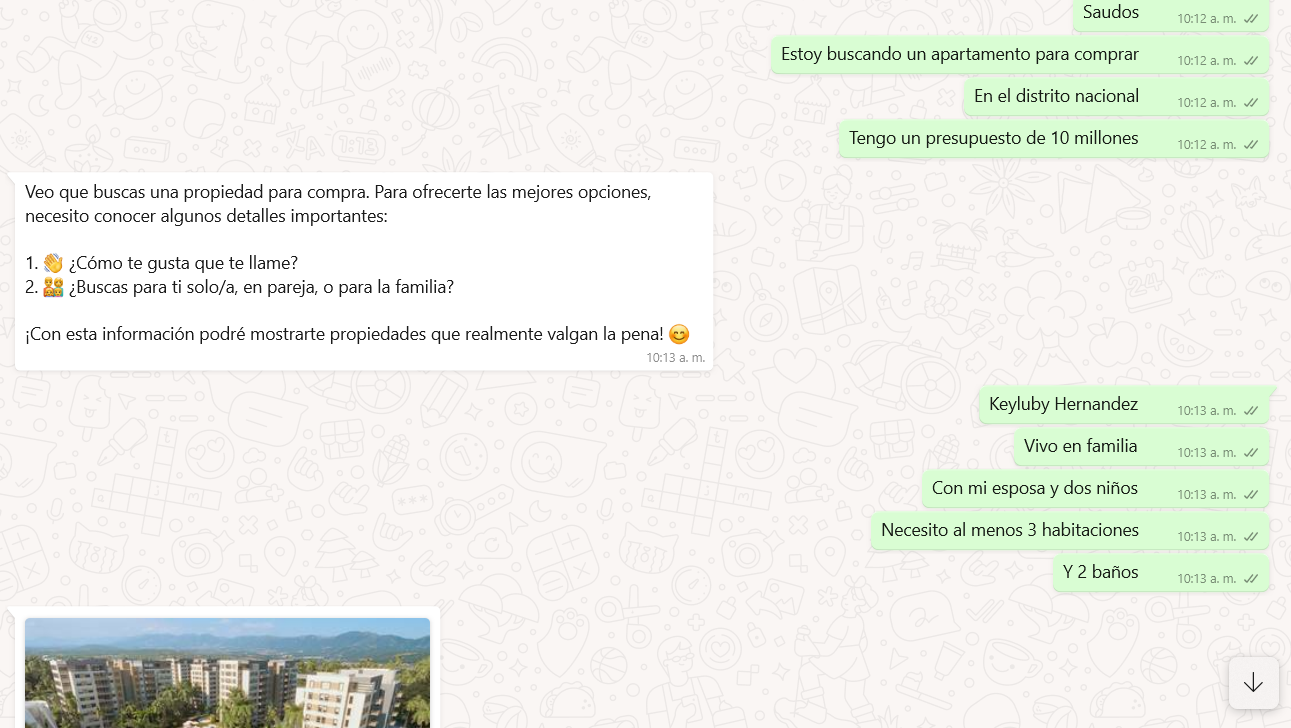 Saudos
10:12 a. m.
Estoy buscando un apartamento para comprar
10:12 a. m.
En el distrito nacional
10:12 a. m.
Tengo un presupuesto de 10 millones
10:12 a. m.
Veo que buscas una propiedad para compra. Para ofrecerte las mejores opciones,
necesito conocer algunos detalles importantes:
1. 👋 ¿Cómo te gusta que te llame?
2. 👨‍👩‍👧‍👦 ¿Buscas para ti solo/a, en pareja, o para la familia?
¡Con esta información podré mostrarte propiedades que realmente valgan la pena! 😊
10:13 a. m.
Keyluby Hernandez
10:13 a. m.
Vivo en familia
10:13 a. m.
Con mi esposa y dos niños
10:13 a. m.
Necesito al menos 3 habitaciones
10:13 a. m.
Y 2 baños
10:13 a. m.